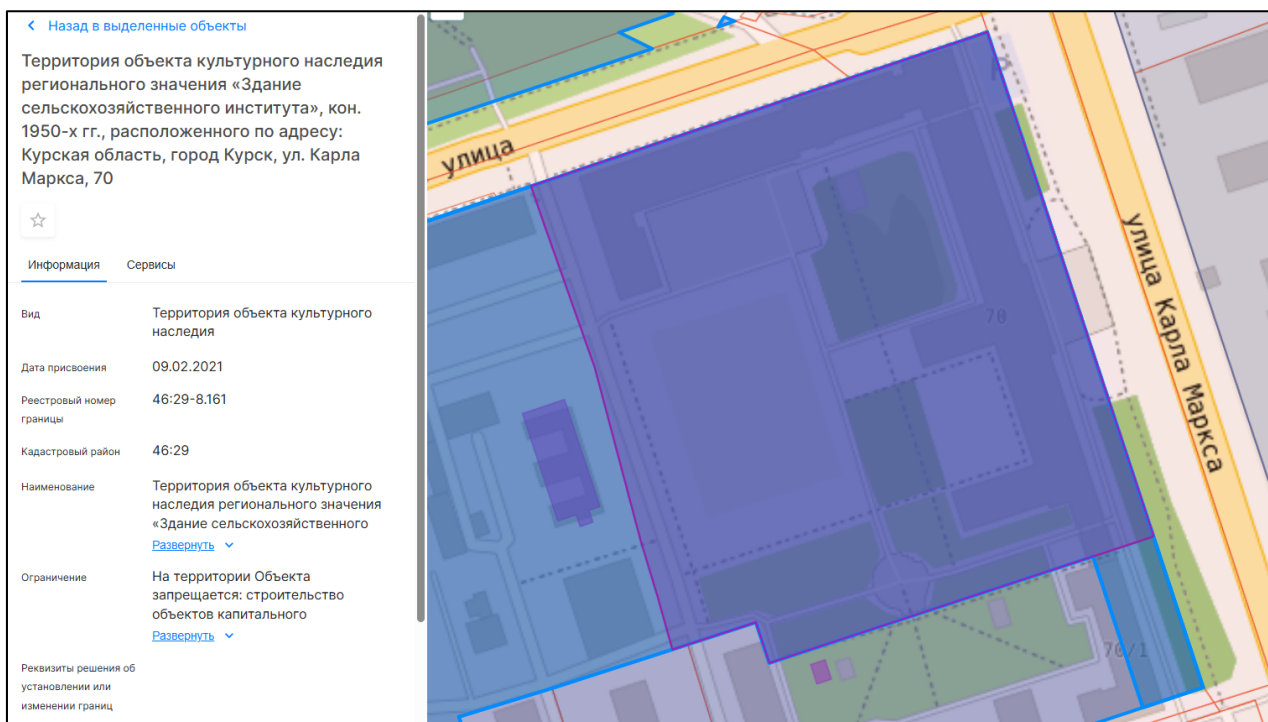 Назад в выделенные объекты
Территория объекта культурного наследия
регионального значения «Здание
сельскохозяйственного института», кон.
1950-х гг., расположенного по адресу:
Курская область, город Курск, ул. Карла
Маркса, 70
Информация Сервисы
Вид Территория объекта культурного
наследия
Дата присвоения 09.02.2021
Реестровый номер 46:29-8.161
границы
Кадастровый район 46:29
Наименование Территория объекта культурного
наследия регионального значения
«Здание сельскохозяйственного
Развернуть
Ограничение На территории Объекта
запрещается: строительство
объектов капитального
Развернуть
Реквизиты решения об
установлении или
изменении границ
улица
P
70
улица Карла Маркса
70/1